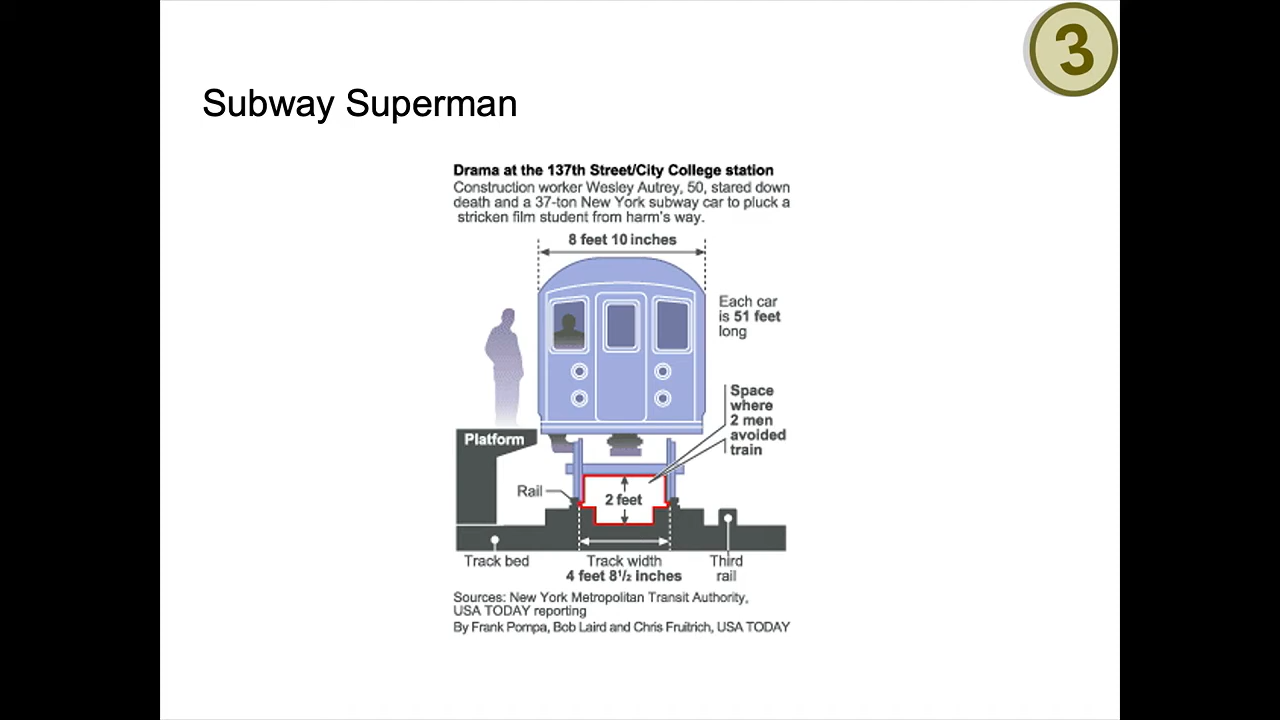 3
Subway Superman
Drama at the 137th Street/City College station
Construction worker Wesley Autrey, 50, stared down
death and a 37-ton New York subway car to pluck a
stricken film student from harm's way.
8 feet 10 inches
Each car
is 51 feet
long
Space
where
2 men
avoided
train
Platform
Rail
2 feet
Track bed
Track width
4 feet 8½ inches
Third
rail
Sources: New York Metropolitan Transit Authority,
USA TODAY reporting
By Frank Pompa, Bob Laird and Chris Fruitrich, USA TODAY